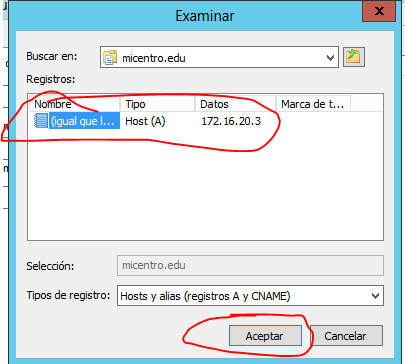 Examinar
x
Buscar en: micentro.edu
Registros:
Nombre Tipo Datos Marca de t...
(igual que l... Host (A) 172.16.20.3
Selección: micentro.edu
Tipos de registro: Hosts y alias (registros A y CNAME)
Aceptar Cancelar